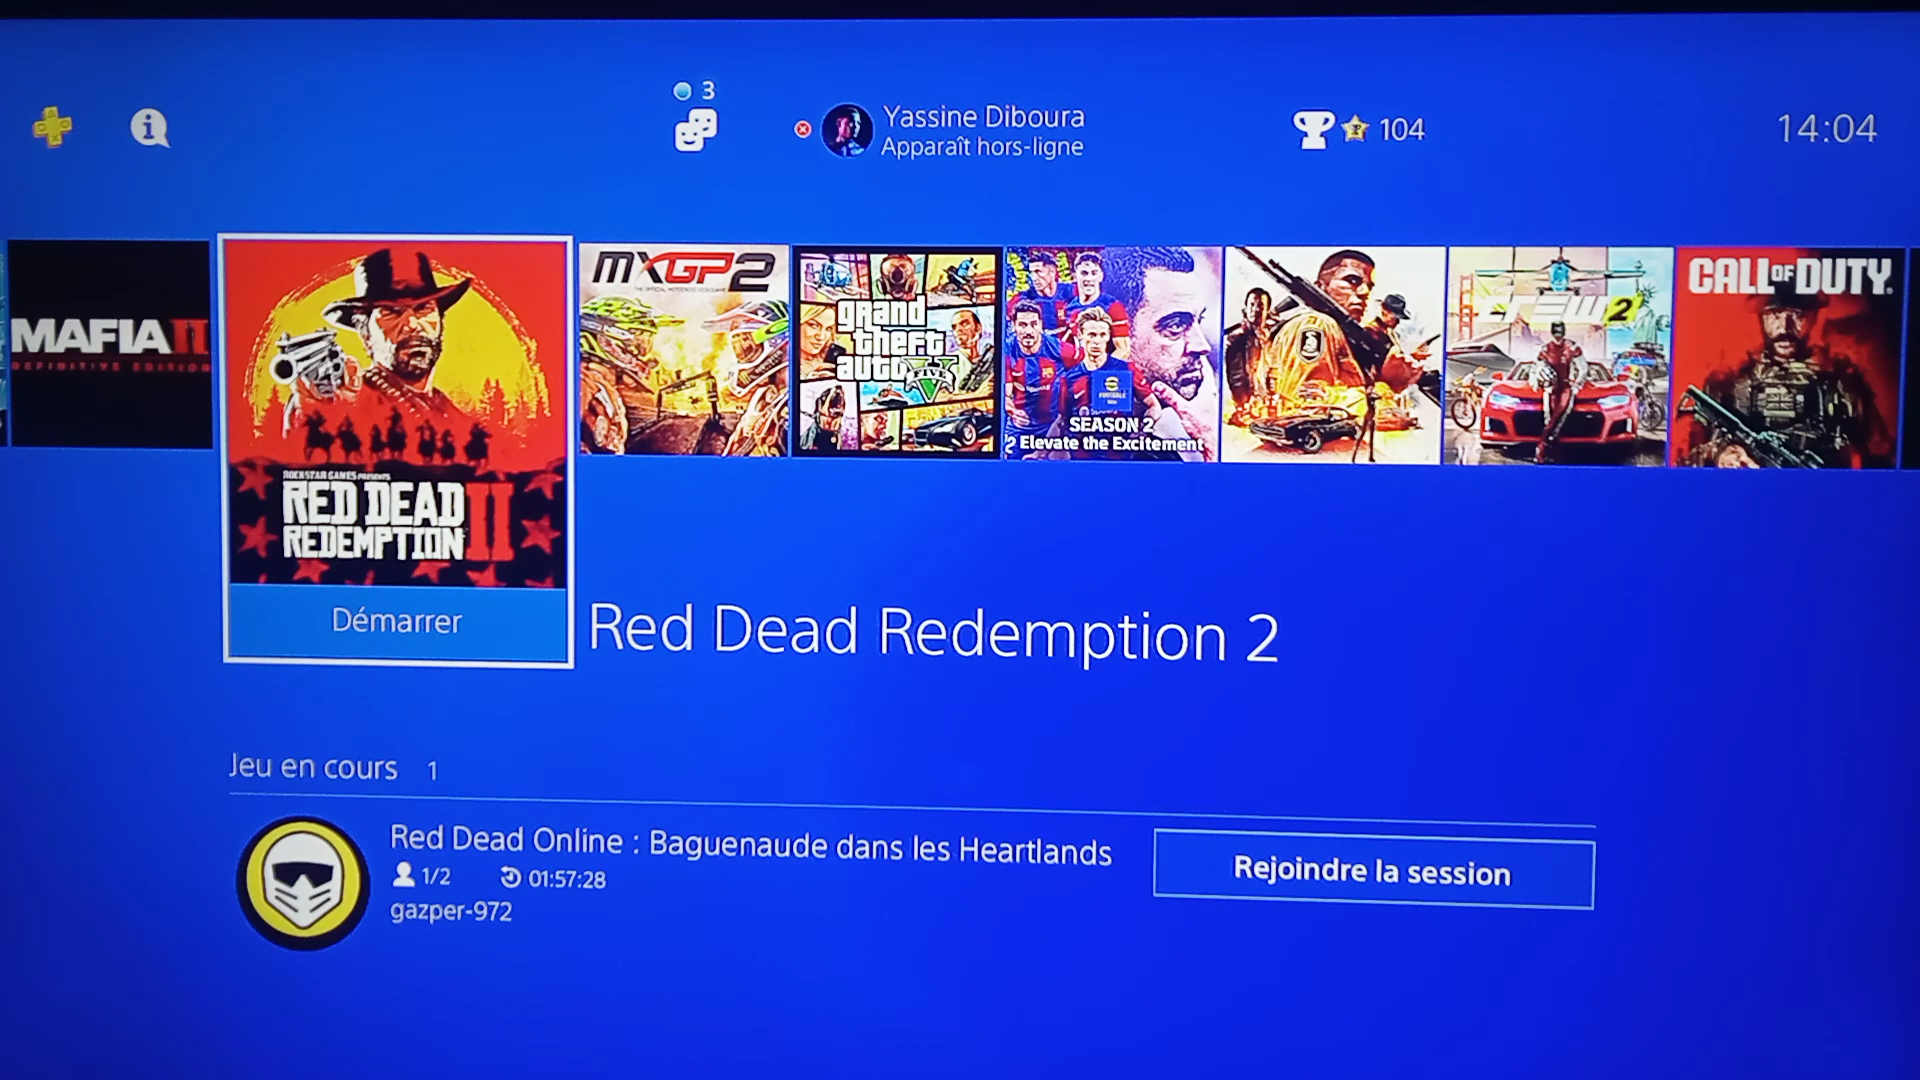 3
Yassine Diboura
Apparaît hors-ligne
104
14:04
MAFIA II
DEFINITIVE EDITION
ROCKSTAR GAMES PRESENTS
RED DEAD
REDEMPTION II
MXGP2
grand
theft
auto V
FIVE
SEASON 2
Elevate the Excitement
CREW 2
CALL OF DUTY
Démarrer
Red Dead Redemption 2
Jeu en cours 1
Red Dead Online : Baguenaude dans les Heartlands
1/2 01:57:28
gazper-972
Rejoindre la session